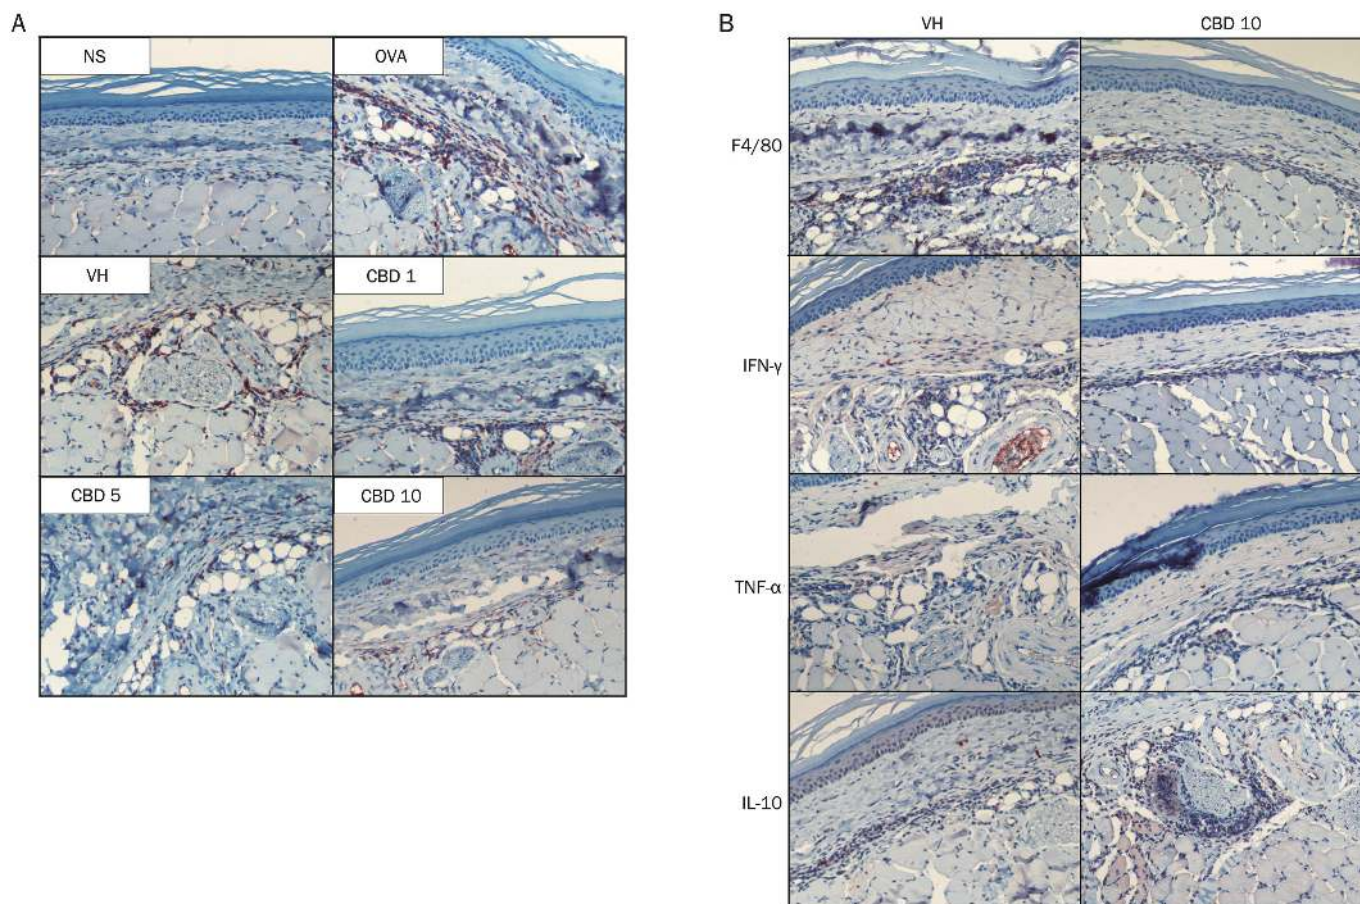 A
NS
OVA
VH
CBD 1
CBD 5
CBD 10
B
VH
CBD 10
F4/80
IFN-γ
TNF-α
IL-10